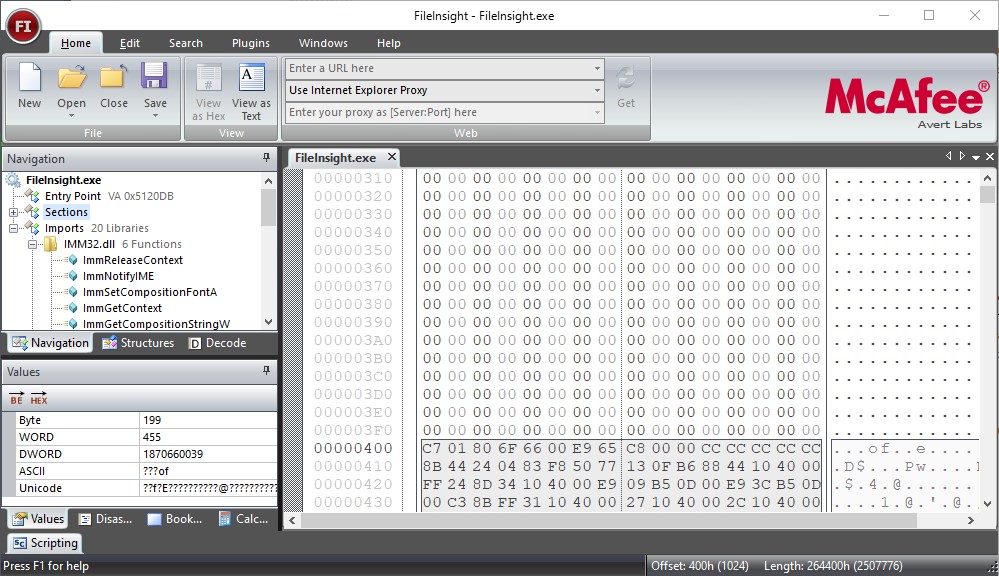 FileInsight - FileInsight.exe
FI
Home Edit Search Plugins Windows Help
New Open Close Save
File
View as Hex View as Text
View
Enter a URL here
Use Internet Explorer Proxy
Enter your proxy as [Server:Port] here
Get
Web
McAfee®
Avert Labs
Navigation
FileInsight.exe
Entry Point VA 0x5120DB
Sections
Imports 20 Libraries
IMM32.dll 6 Functions
ImmReleaseContext
ImmNotifyIME
ImmSetCompositionFontA
ImmGetContext
ImmGetCompositionStringW
Navigation Structures Decode
Values
BE HEX
Byte 199
WORD 455
DWORD 1870660039
ASCII ???of
Unicode ??f?E??????????@??????????
Values Disas... Book... Calc...
Scripting
FileInsight.exe
00000310 00 00 00 00 00 00 00 00 00 00 00 00 00 00 00 00 ............
00000320 00 00 00 00 00 00 00 00 00 00 00 00 00 00 00 00 ............
00000330 00 00 00 00 00 00 00 00 00 00 00 00 00 00 00 00 ............
00000340 00 00 00 00 00 00 00 00 00 00 00 00 00 00 00 00 ............
00000350 00 00 00 00 00 00 00 00 00 00 00 00 00 00 00 00 ............
00000360 00 00 00 00 00 00 00 00 00 00 00 00 00 00 00 00 ............
00000370 00 00 00 00 00 00 00 00 00 00 00 00 00 00 00 00 ............
00000380 00 00 00 00 00 00 00 00 00 00 00 00 00 00 00 00 ............
00000390 00 00 00 00 00 00 00 00 00 00 00 00 00 00 00 00 ............
000003A0 00 00 00 00 00 00 00 00 00 00 00 00 00 00 00 00 ............
000003B0 00 00 00 00 00 00 00 00 00 00 00 00 00 00 00 00 ............
000003C0 00 00 00 00 00 00 00 00 00 00 00 00 00 00 00 00 ............
000003D0 00 00 00 00 00 00 00 00 00 00 00 00 00 00 00 00 ............
000003E0 00 00 00 00 00 00 00 00 00 00 00 00 00 00 00 00 ............
000003F0 00 00 00 00 00 00 00 00 00 00 00 00 00 00 00 00 ............
00000400 C7 01 80 6F 66 00 E9 65 C8 00 00 CC CC CC CC CC ...of..e....
00000410 8B 44 24 04 83 F8 50 77 13 0F B6 88 44 10 40 00 .D$...Pw....
00000420 FF 24 8D 34 10 40 00 E9 09 B5 0D 00 E9 3C B5 0D .$.4.@......
00000430 00 C3 8B FF 31 10 40 00 27 10 40 00 2C 10 40 00 ....1.@.'.@.
Press F1 for help
Offset: 400h (1024) Length: 264400h (2507776)